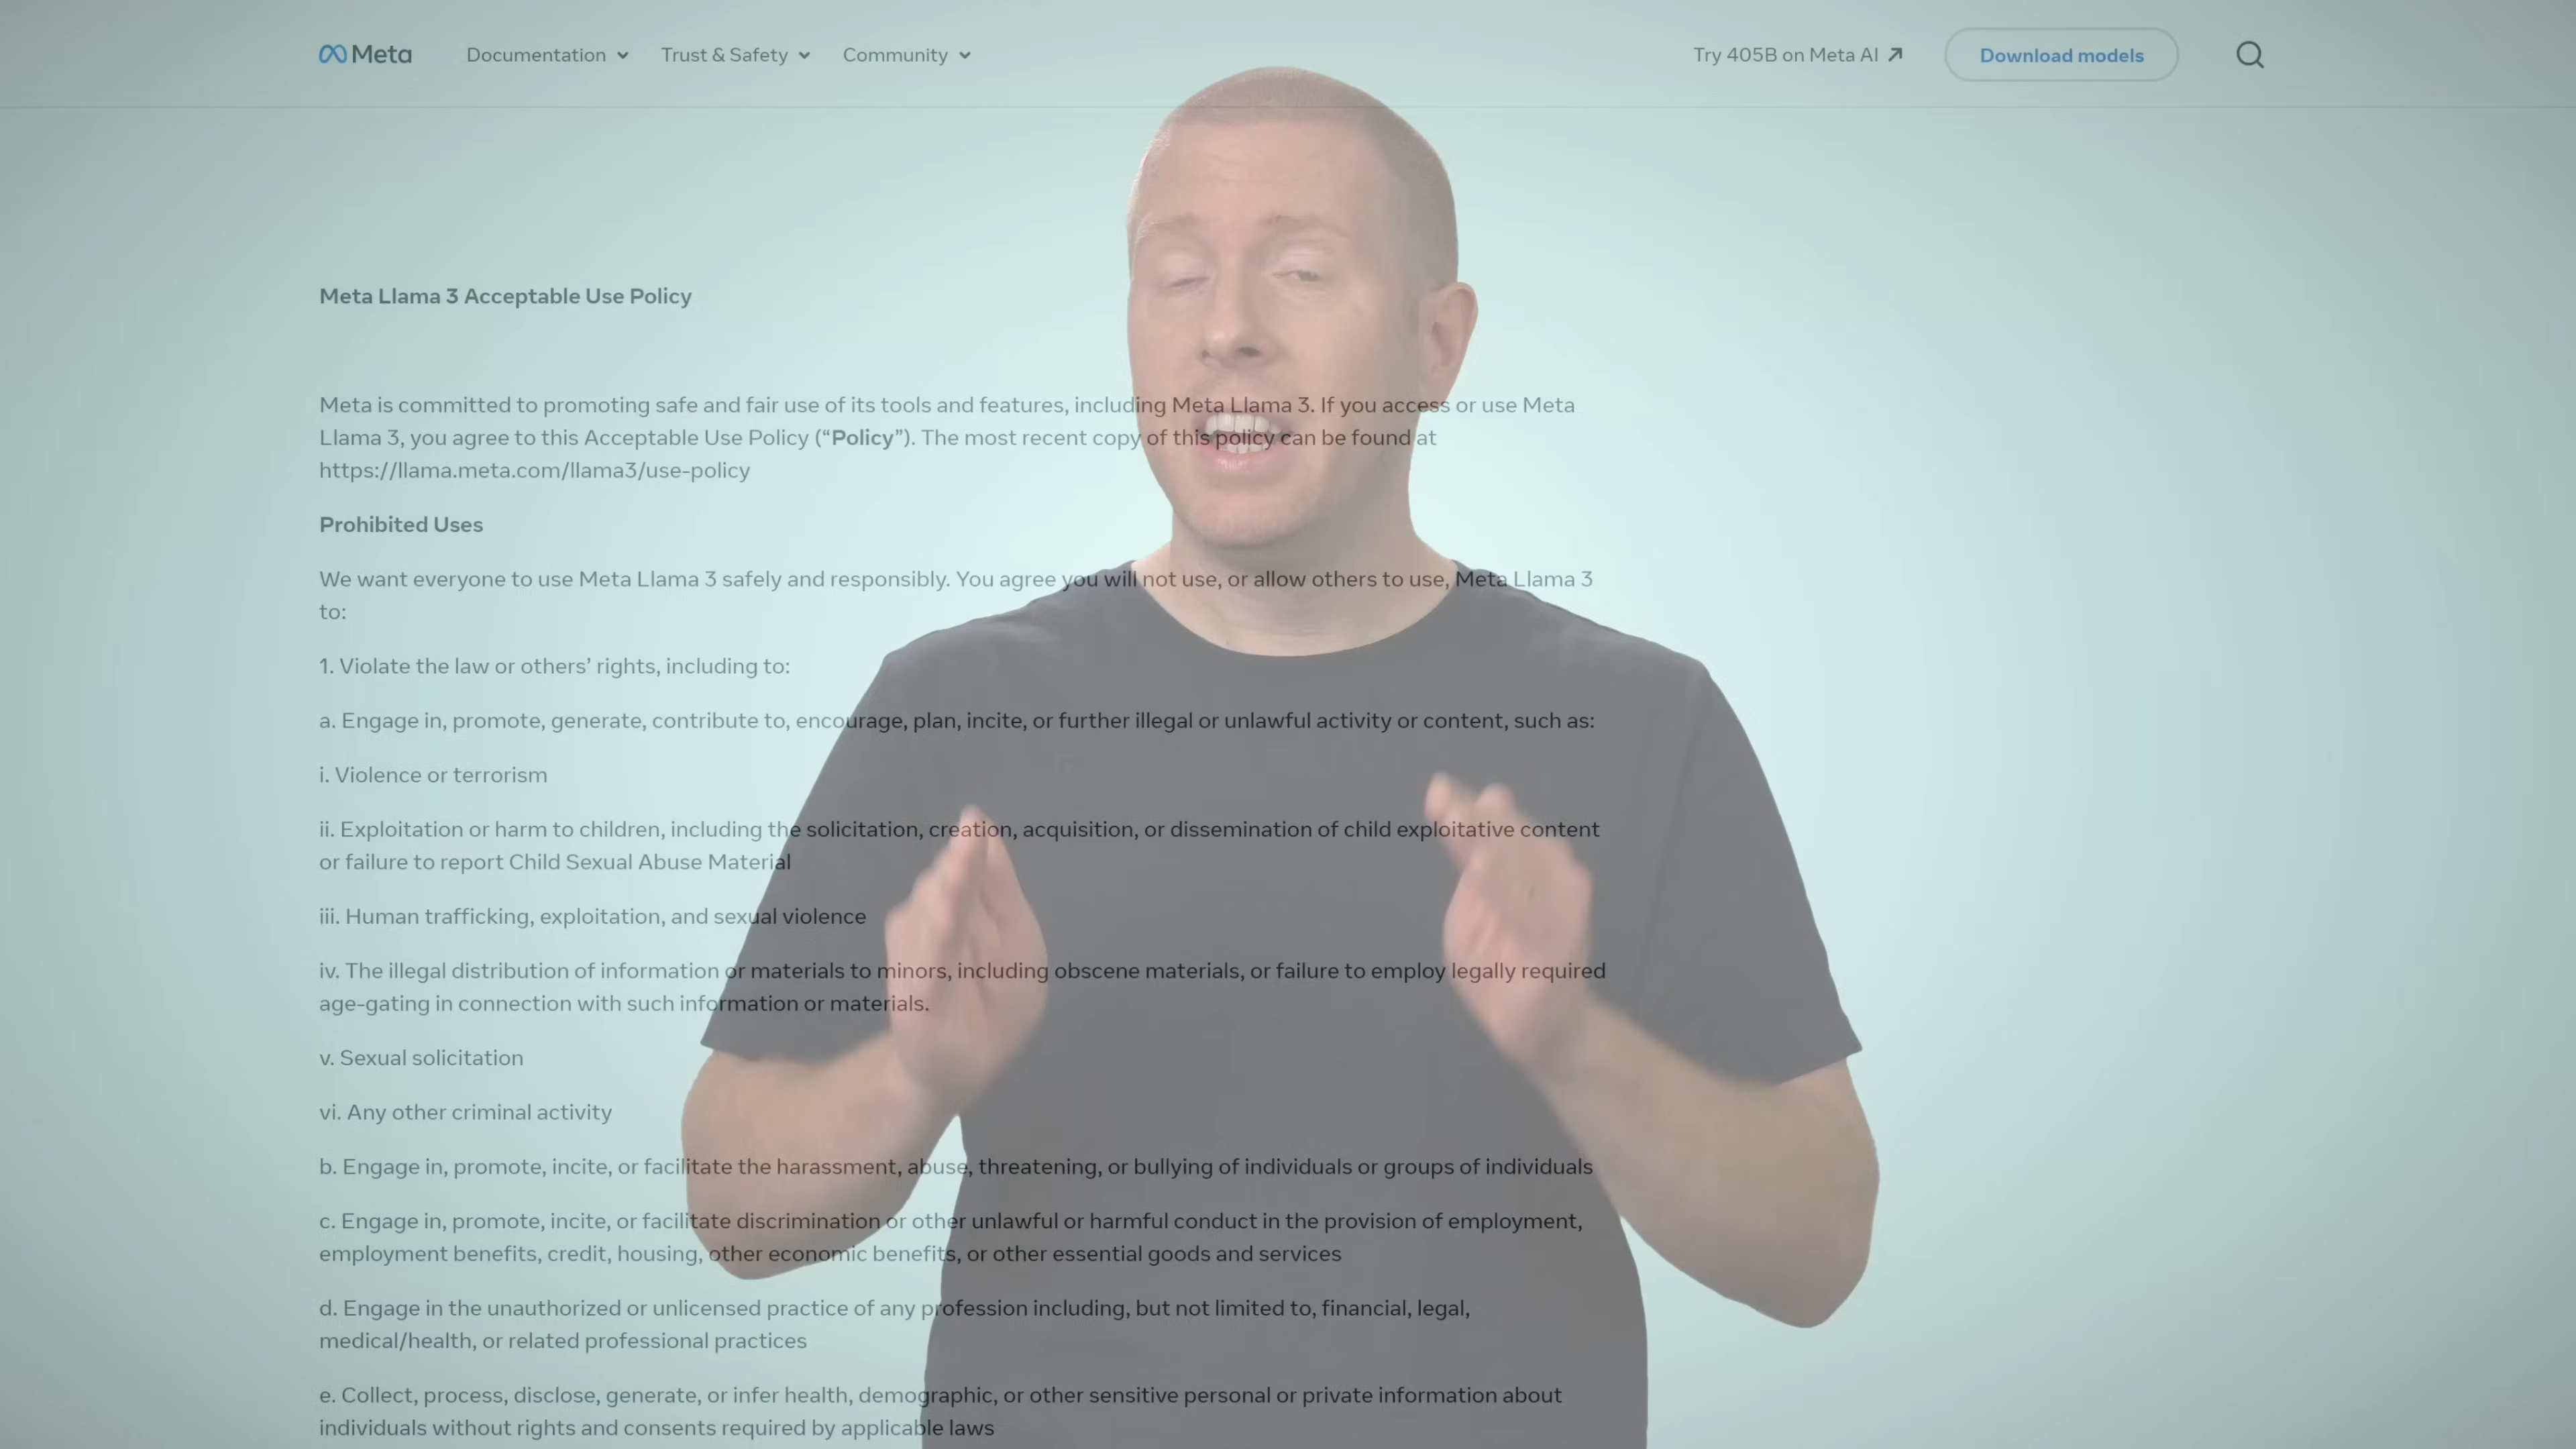 Meta Documentation Trust & Safety Community Try 405B on Meta AI Download models
Meta Llama 3 Acceptable Use Policy
Meta is committed to promoting safe and fair use of its tools and features, including Meta Llama 3. If you access or use Meta
Llama 3, you agree to this Acceptable Use Policy (“Policy”). The most recent copy of this policy can be found at
https://llama.meta.com/llama3/use-policy
Prohibited Uses
We want everyone to use Meta Llama 3 safely and responsibly. You agree you will not use, or allow others to use, Meta Llama 3
to:
1. Violate the law or others’ rights, including to:
a. Engage in, promote, generate, contribute to, encourage, plan, incite, or further illegal or unlawful activity or content, such as:
i. Violence or terrorism
ii. Exploitation or harm to children, including the solicitation, creation, acquisition, or dissemination of child exploitative content
or failure to report Child Sexual Abuse Material
iii. Human trafficking, exploitation, and sexual violence
iv. The illegal distribution of information or materials to minors, including obscene materials, or failure to employ legally required
age-gating in connection with such information or materials.
v. Sexual solicitation
vi. Any other criminal activity
b. Engage in, promote, incite, or facilitate the harassment, abuse, threatening, or bullying of individuals or groups of individuals
c. Engage in, promote, incite, or facilitate discrimination or other unlawful or harmful conduct in the provision of employment,
employment benefits, credit, housing, other economic benefits, or other essential goods and services
d. Engage in the unauthorized or unlicensed practice of any profession including, but not limited to, financial, legal,
medical/health, or related professional practices
e. Collect, process, disclose, generate, or infer health, demographic, or other sensitive personal or private information about
individuals without rights and consents required by applicable laws